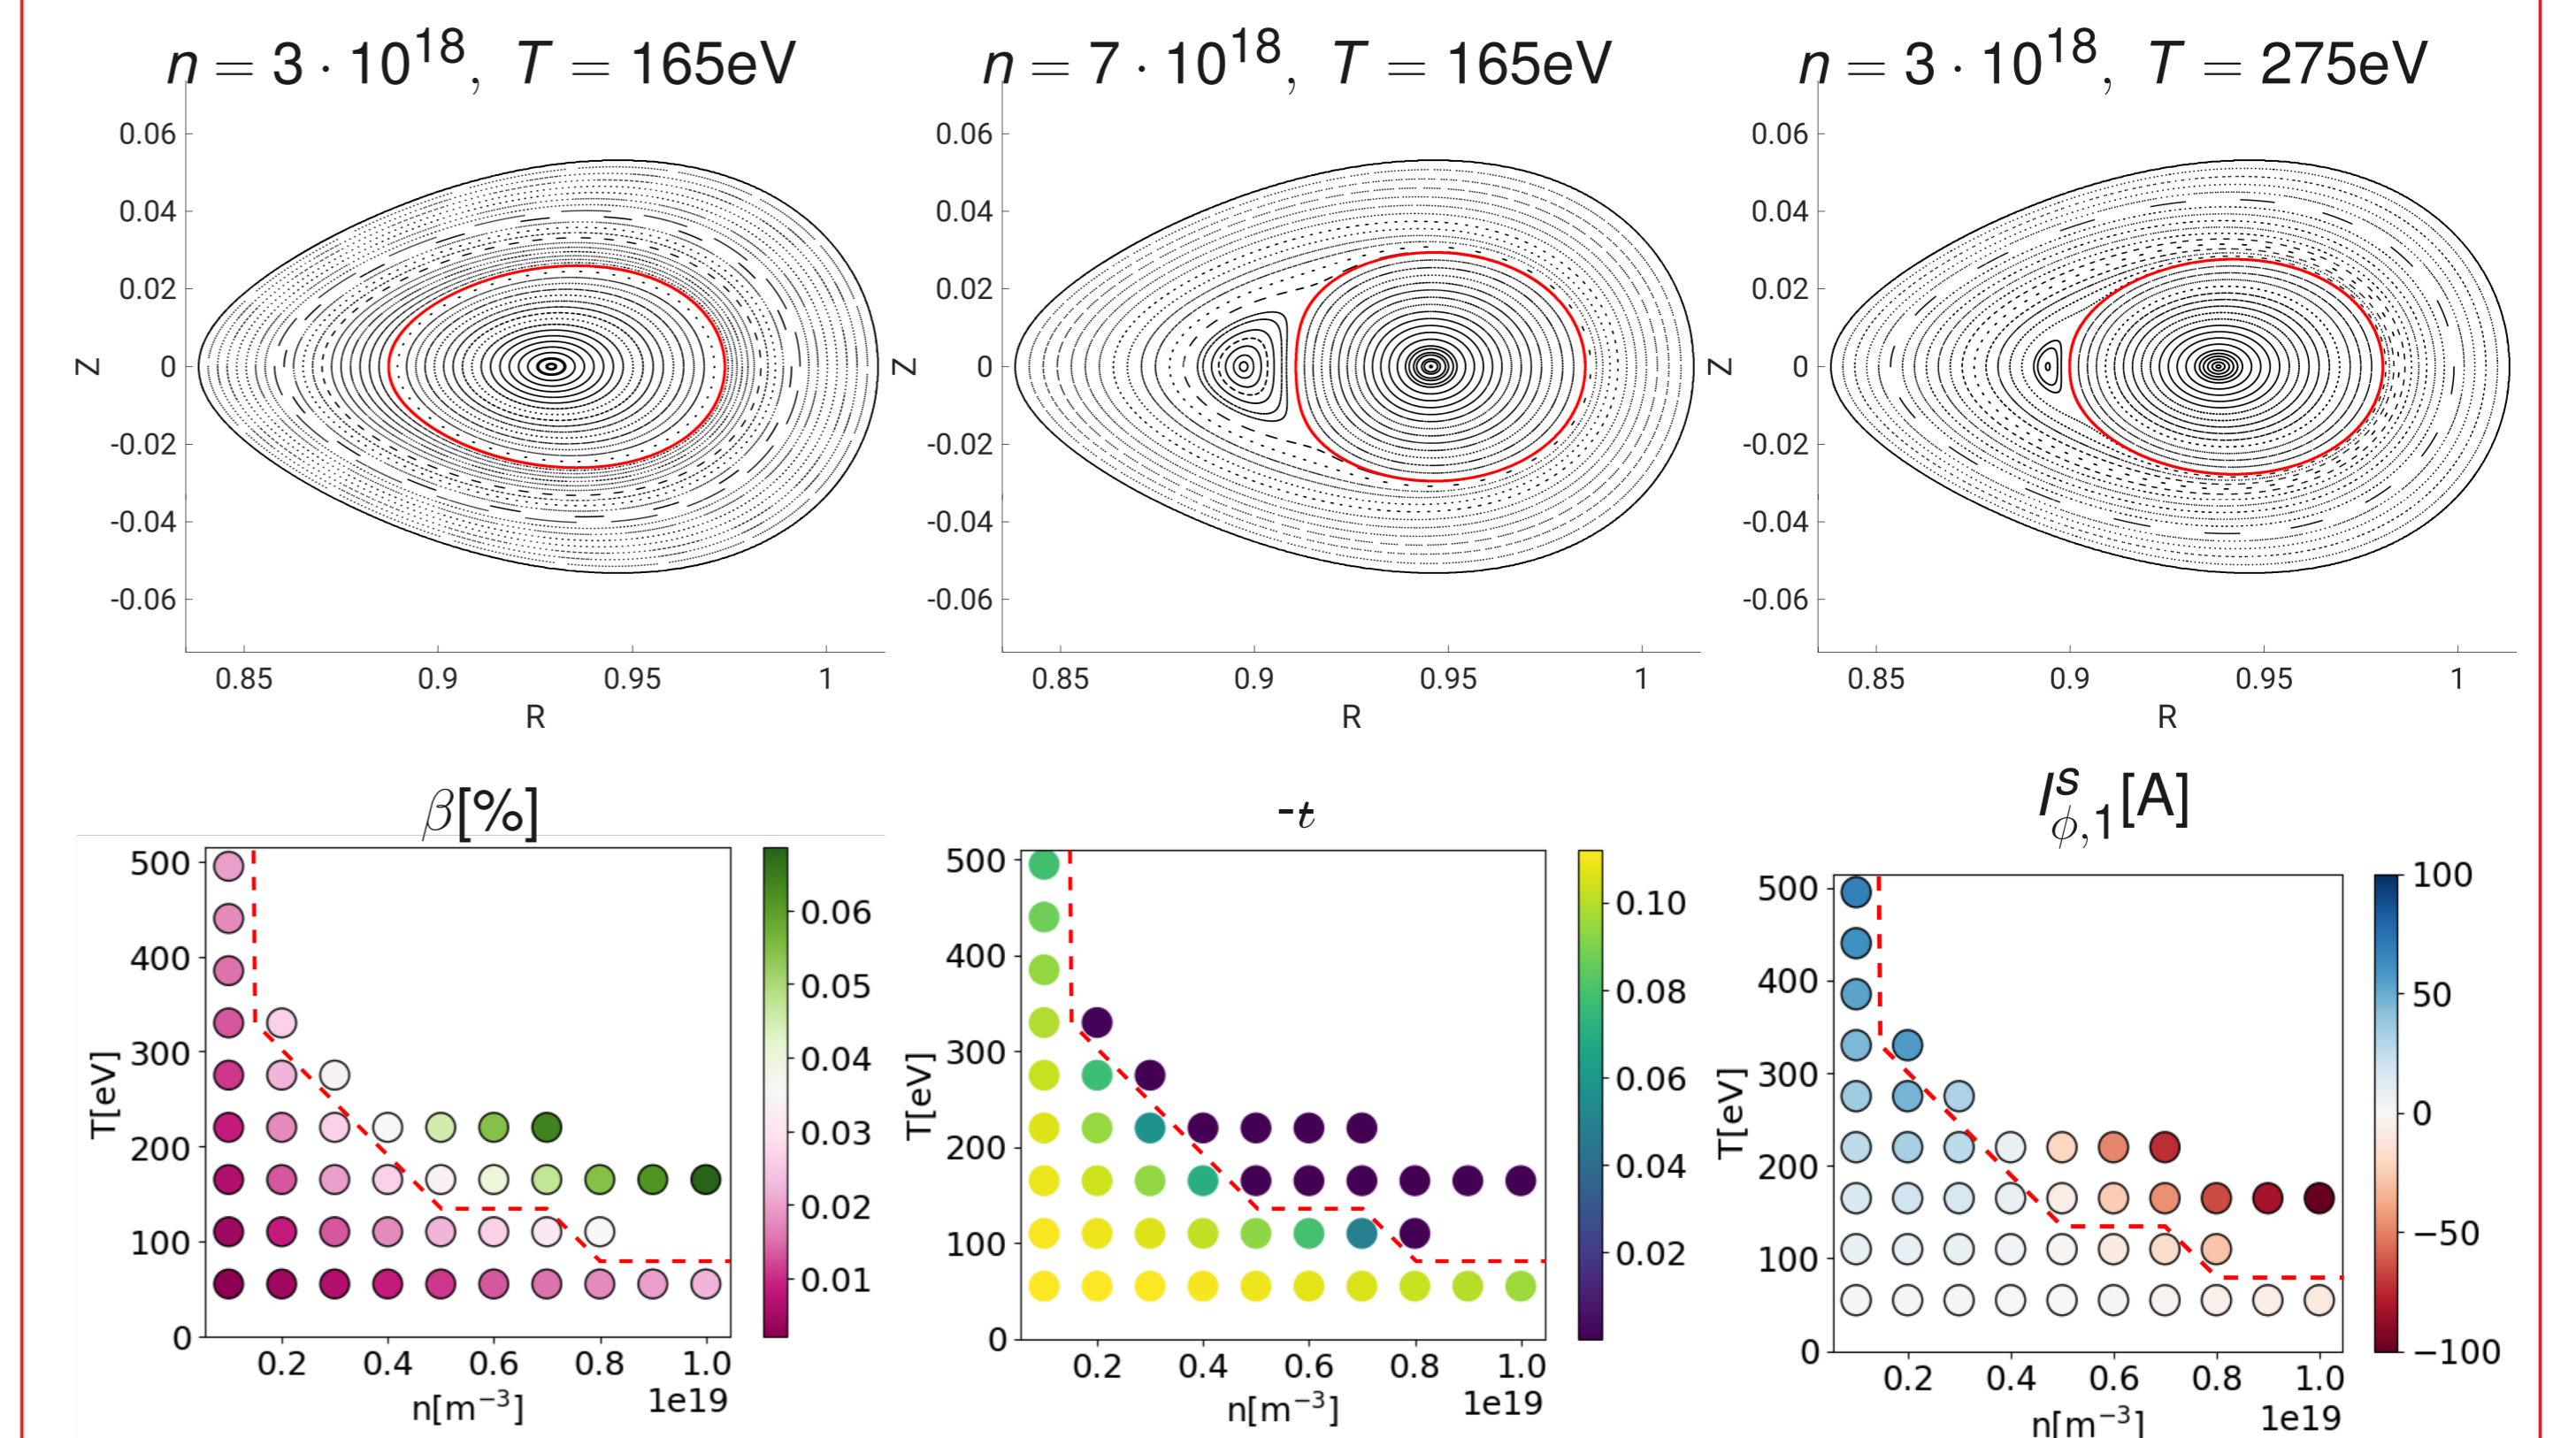 n = 3 · 10^18, T = 165eV
n = 7 · 10^18, T = 165eV
n = 3 · 10^18, T = 275eV
0.06
0.04
0.02
0
-0.02
-0.04
-0.06
Z
0.85 0.9 0.95 1
R
0.06
0.04
0.02
0
-0.02
-0.04
-0.06
Z
0.85 0.9 0.95 1
R
0.06
0.04
0.02
0
-0.02
-0.04
-0.06
Z
0.85 0.9 0.95 1
R
β[%]
500
400
300
200
100
0
T[eV]
0.2 0.4 0.6 0.8 1.0
1e19
n[m⁻³]
0.06
0.05
0.04
0.03
0.02
0.01
-ι
500
400
300
200
100
0
T[eV]
0.2 0.4 0.6 0.8 1.0
1e19
n[m⁻³]
0.10
0.08
0.06
0.04
0.02
I^S_ϕ,1[A]
500
400
300
200
100
0
T[eV]
0.2 0.4 0.6 0.8 1.0
1e19
n[m⁻³]
100
50
0
−50
−100